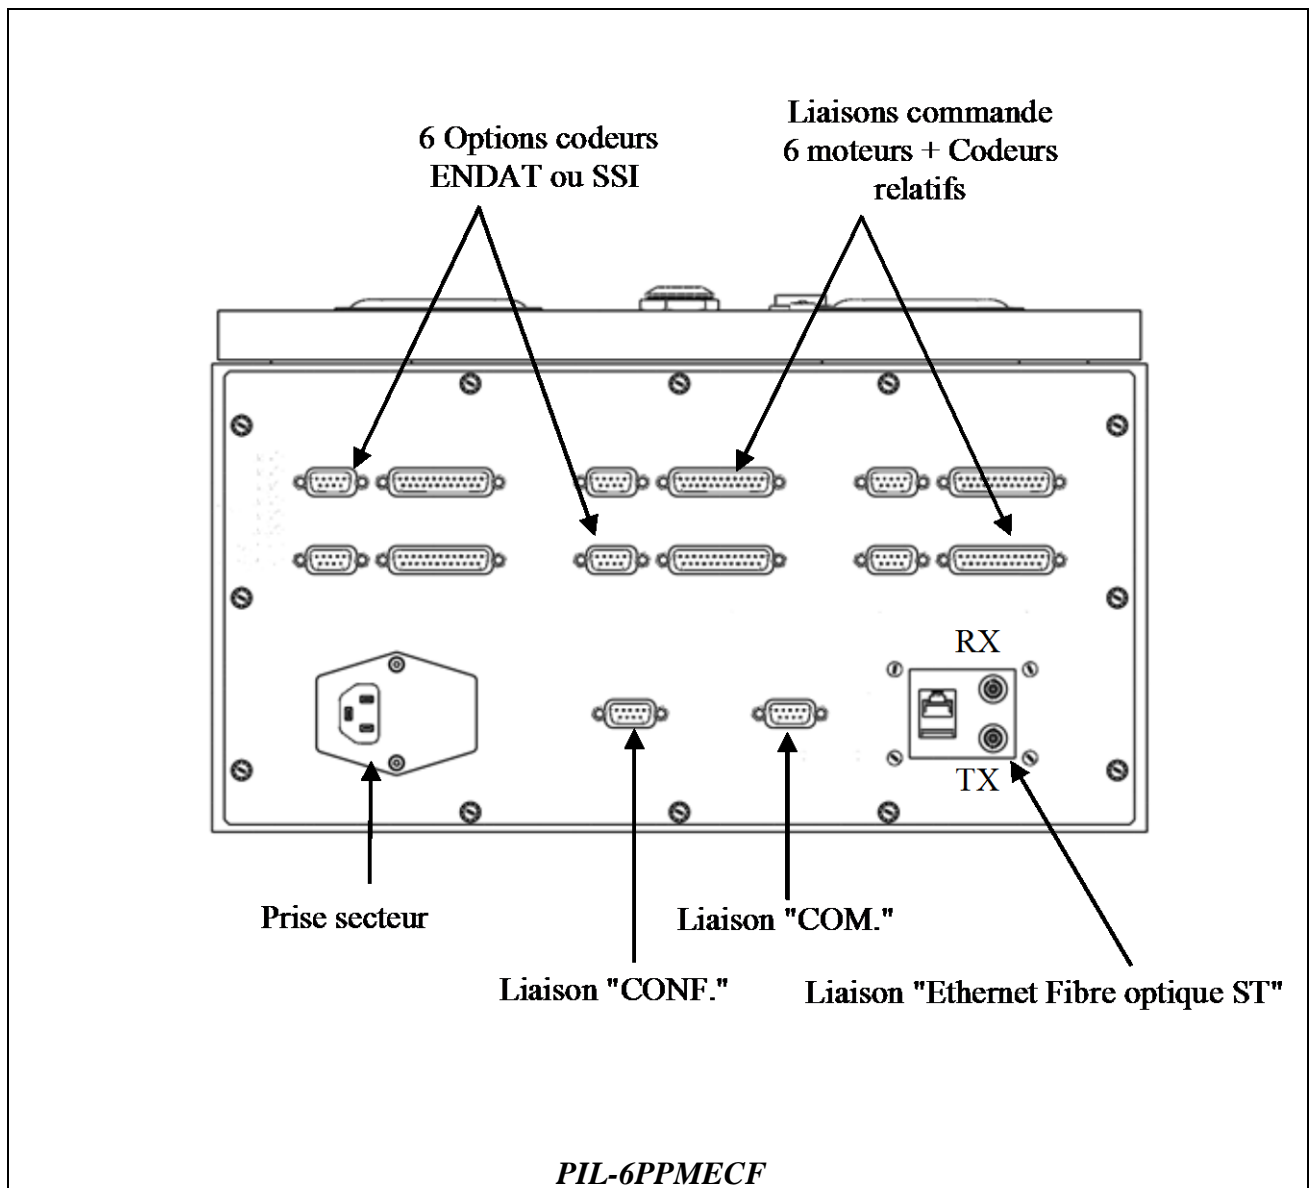 6 Options codeurs
ENDAT ou SSI
Liaisons commande
6 moteurs + Codeurs
relatifs
RX
TX
Prise secteur
Liaison "COM."
Liaison "CONF."
Liaison "Ethernet Fibre optique ST"
PIL-6PPMECF